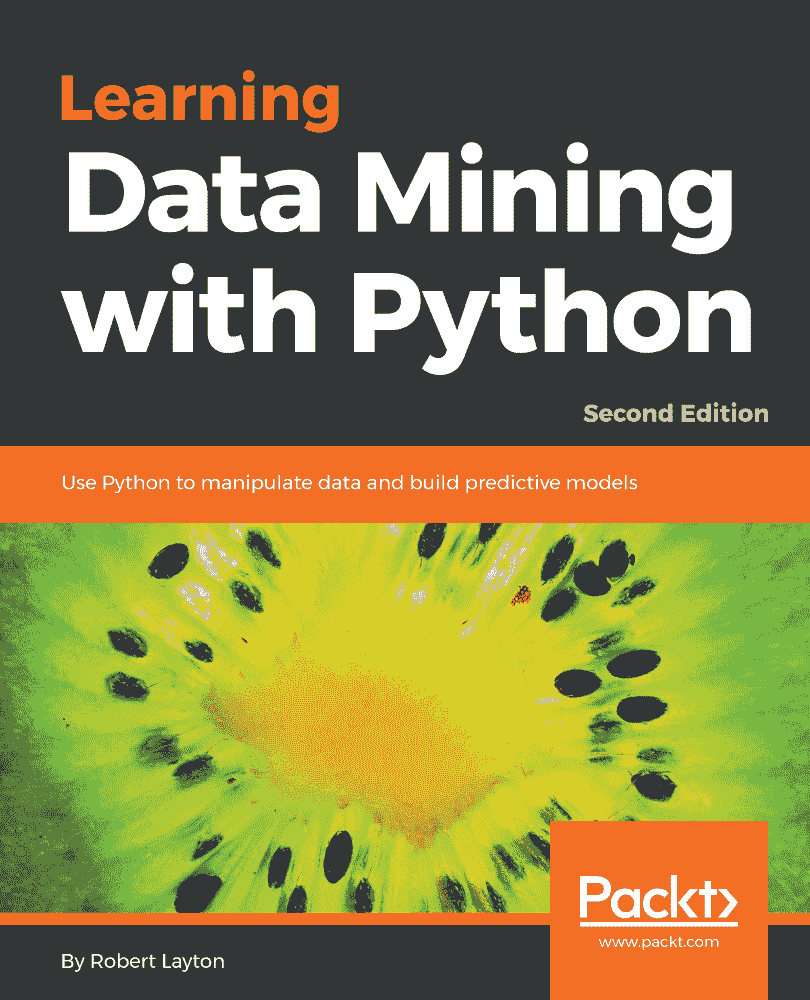 Learning
Data Mining
with Python
Second Edition
Use Python to manipulate data and build predictive models
Packt>
www.packt.com
By Robert Layton